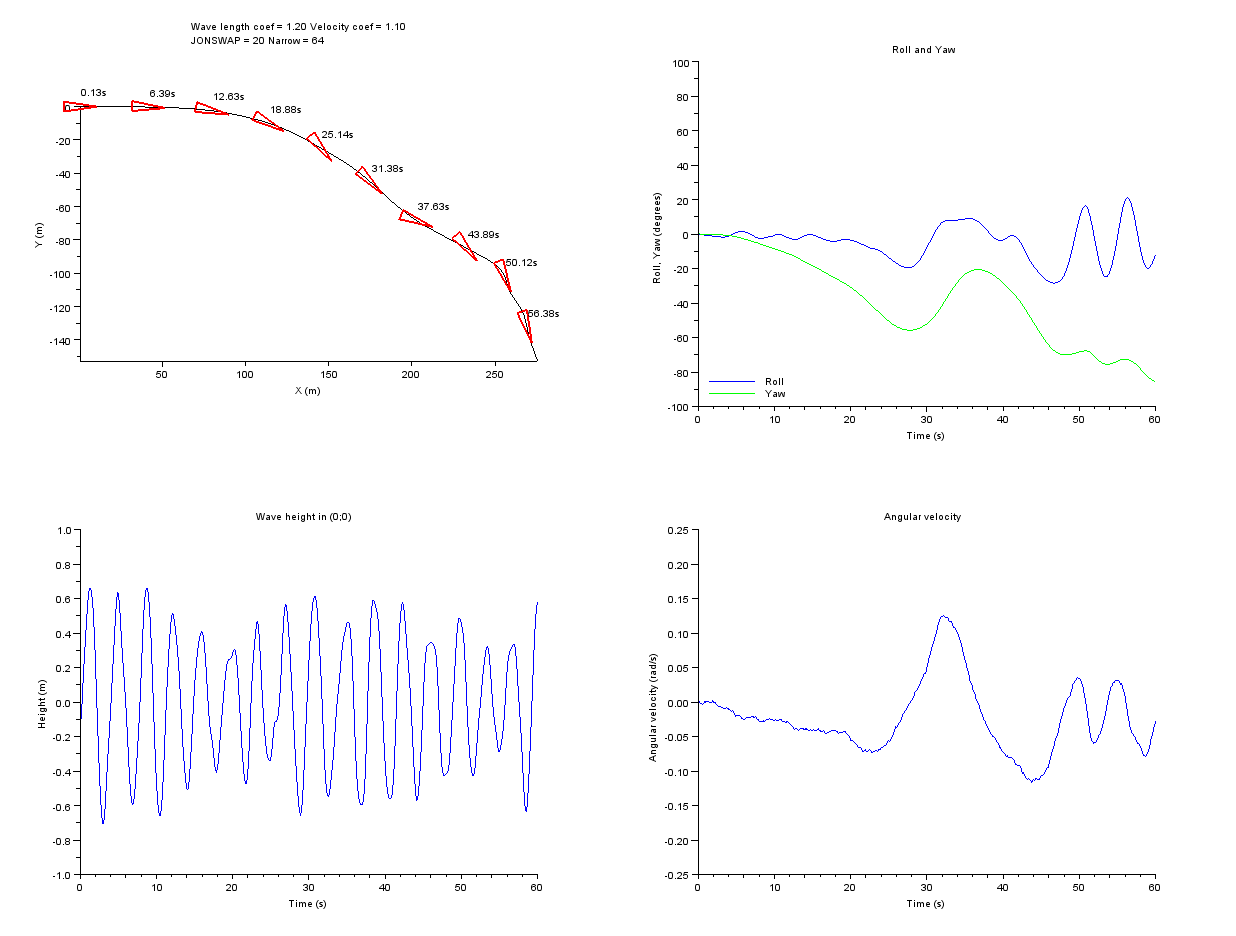 Wave length coef = 1.20 Velocity coef = 1.10
JONSWAP = 20 Narrow = 64
0.13s
6.39s
12.63s
18.88s
25.14s
31.38s
37.63s
43.89s
50.12s
56.38s
0
-20
-40
-60
-80
-100
-120
-140
50
100
150
200
250
X (m)
Y (m)
Roll and Yaw
100
80
60
40
20
0
-20
-40
-60
-80
-100
0
10
20
30
40
50
60
Time (s)
Roll, Yaw (degrees)
Roll
Yaw
Wave height in (0;0)
1.0
0.8
0.6
0.4
0.2
0.0
-0.2
-0.4
-0.6
-0.8
-1.0
0
10
20
30
40
50
60
Time (s)
Height (m)
Angular velocity
0.25
0.20
0.15
0.10
0.05
0.00
-0.05
-0.10
-0.15
-0.20
-0.25
0
10
20
30
40
50
60
Time (s)
Angular velocity (rad/s)